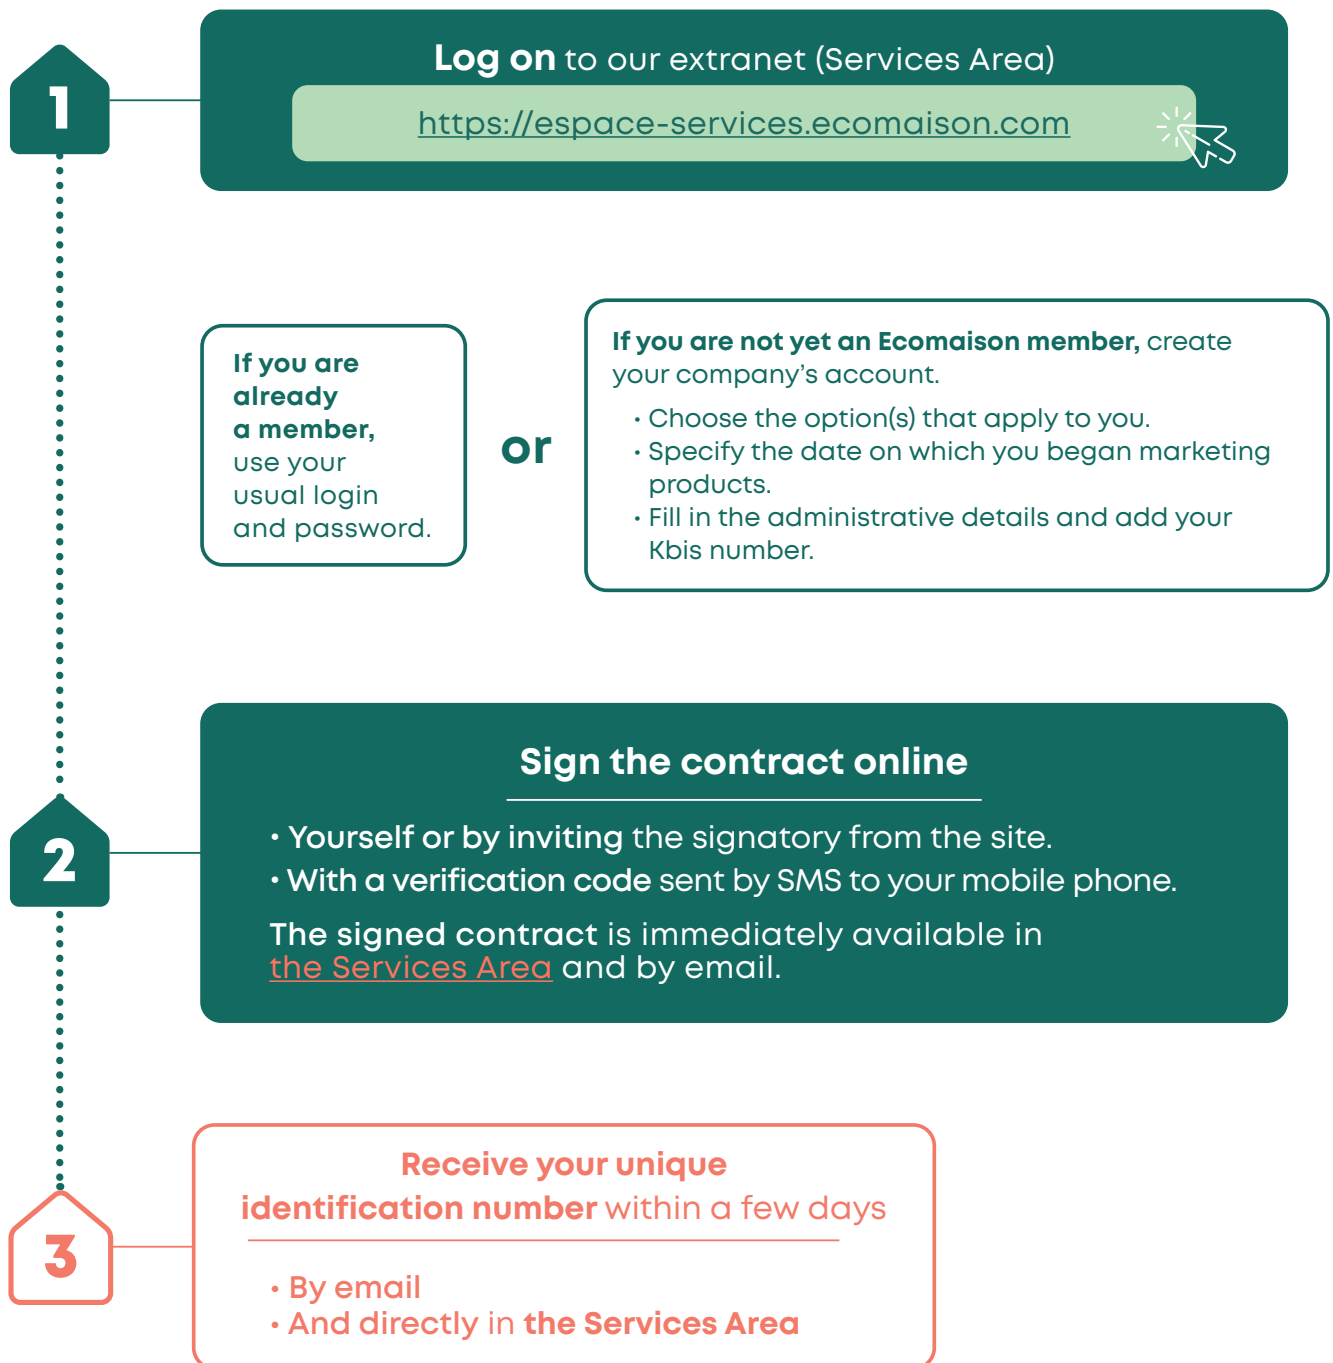 1
Log on to our extranet (Services Area)
https://espace-services.ecomaison.com
If you are
already
a member,
use your
usual login
and password.
or
If you are not yet an Ecomaison member, create
your company’s account.
• Choose the option(s) that apply to you.
• Specify the date on which you began marketing
products.
• Fill in the administrative details and add your
Kbis number.
2
Sign the contract online
• Yourself or by inviting the signatory from the site.
• With a verification code sent by SMS to your mobile phone.
The signed contract is immediately available in
the Services Area and by email.
3
Receive your unique
identification number within a few days
• By email
• And directly in the Services Area